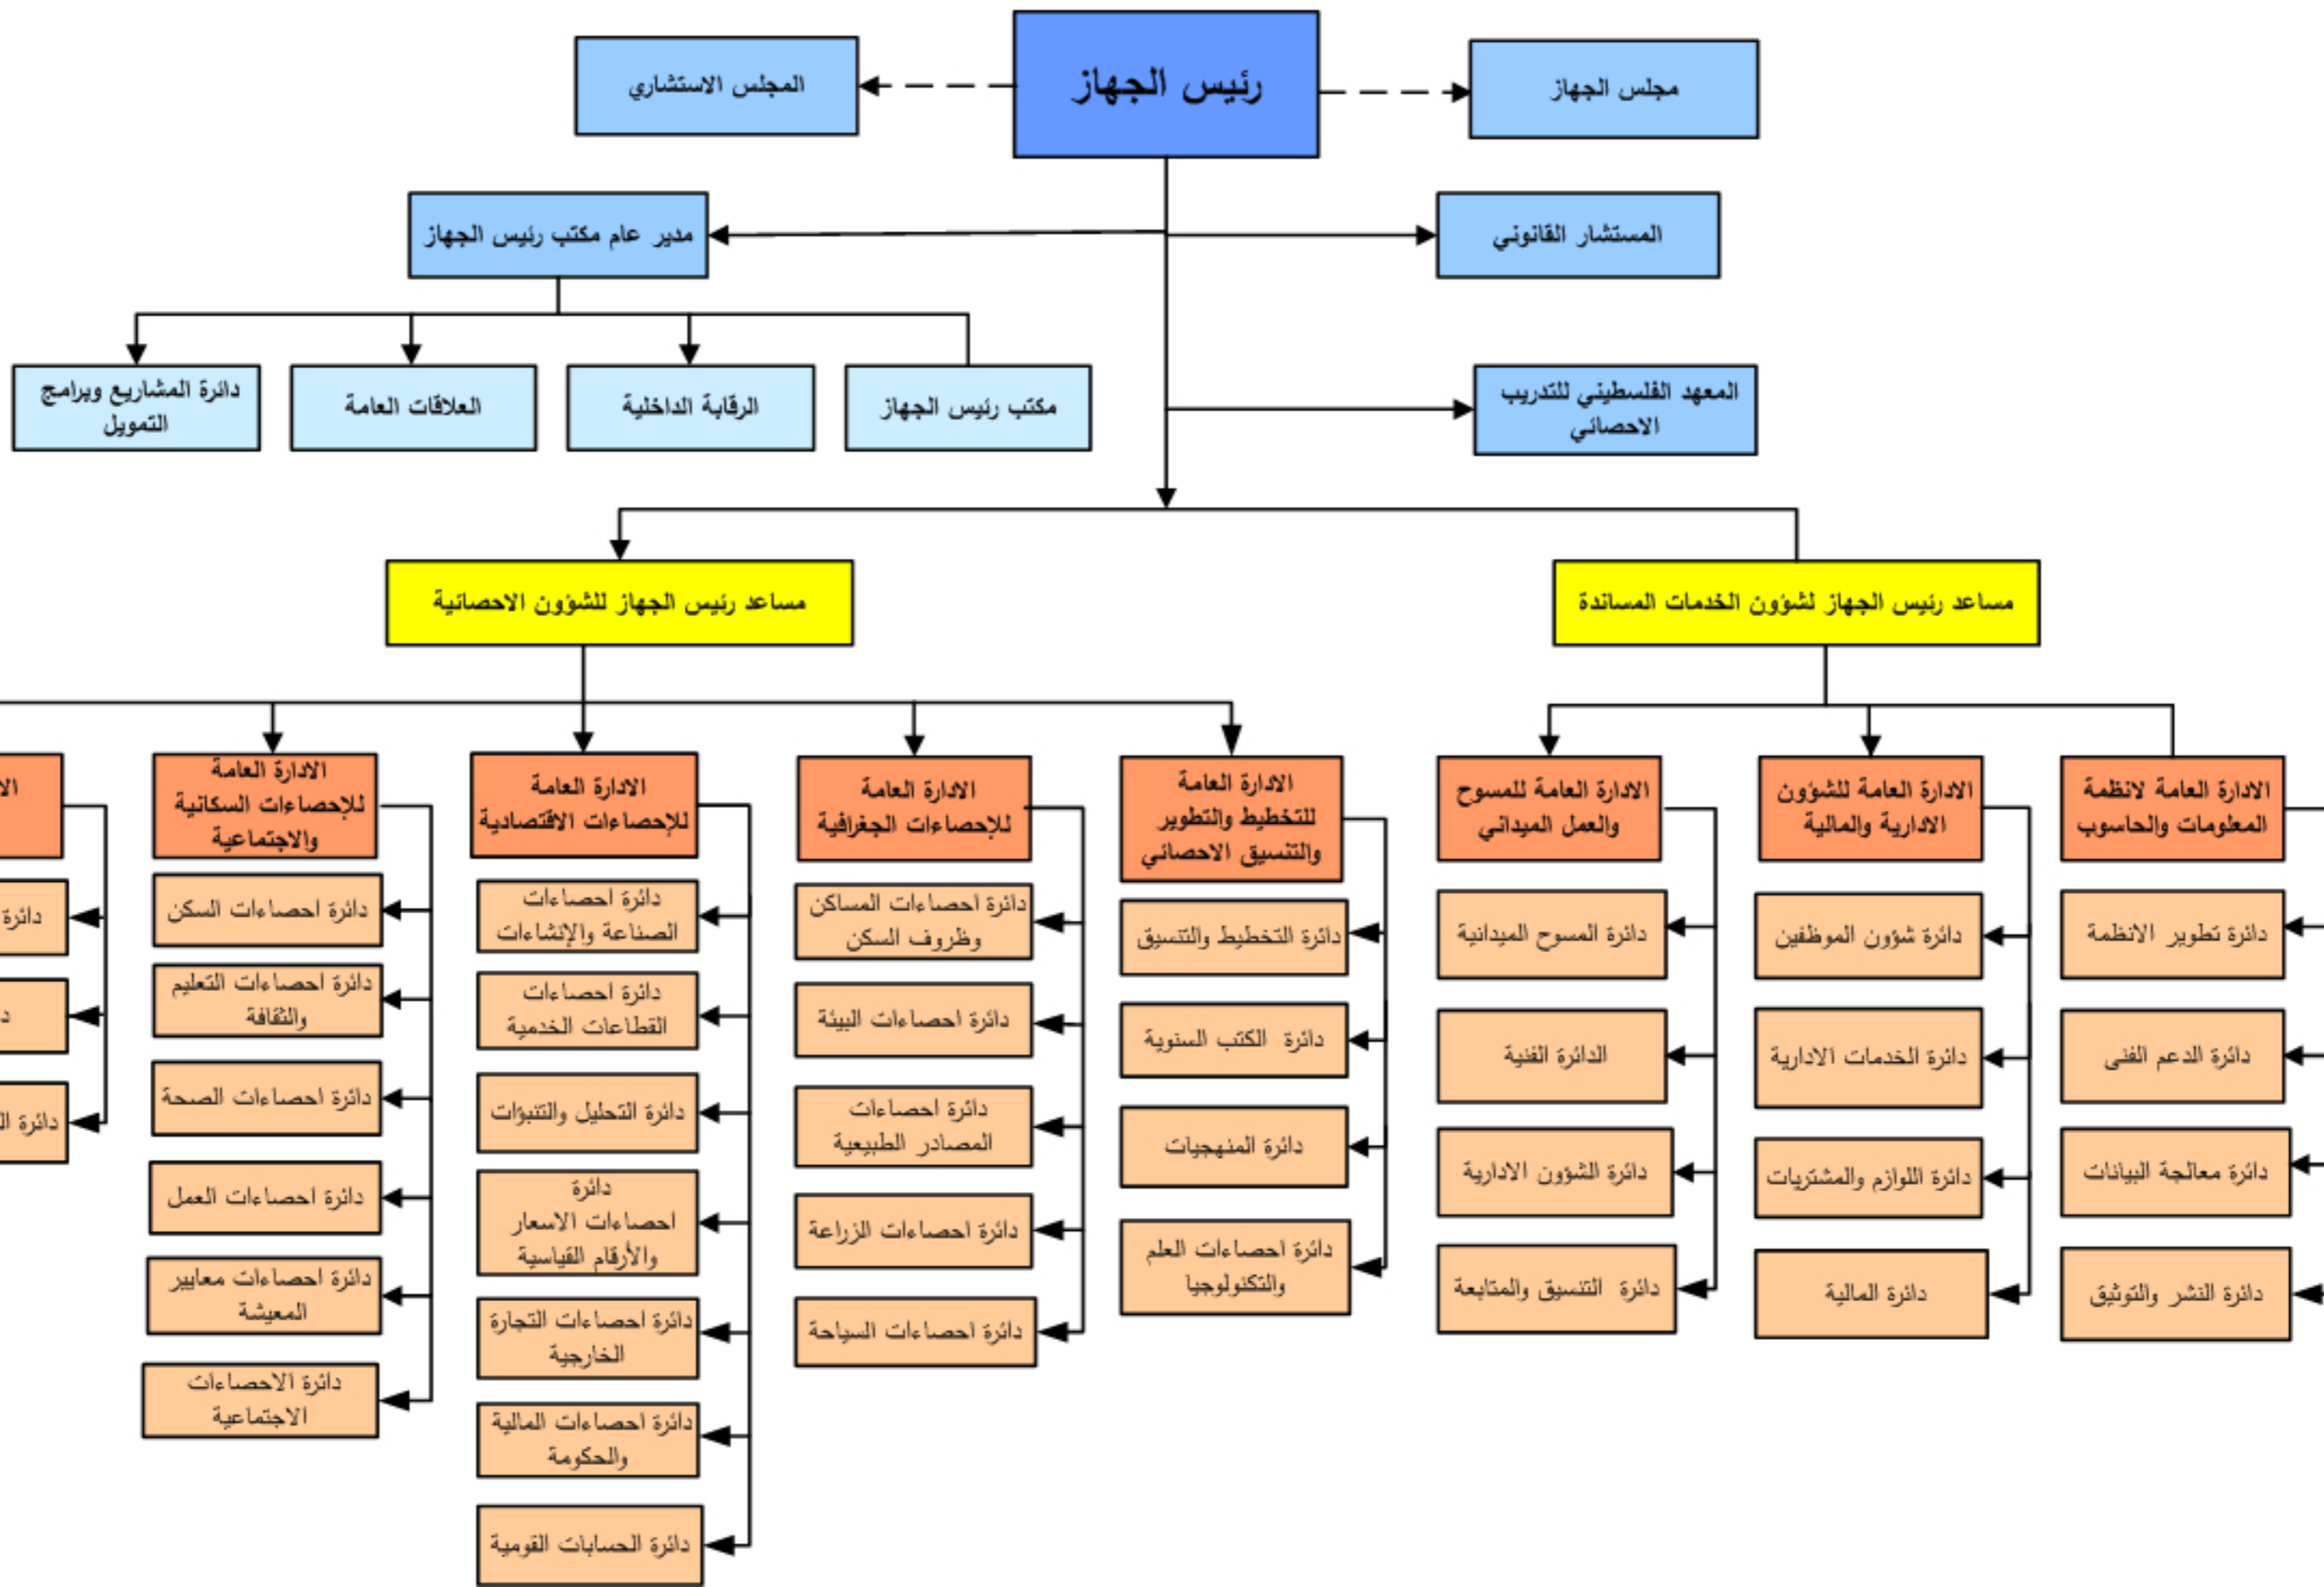 رئيس الجهاز
مجلس الجهاز
المجلس الاستشاري
المستشار القانوني
مدير عام مكتب رئيس الجهاز
المعهد الفلسطيني للتدريب
الاحصائي
مكتب رئيس الجهاز
الرقابة الداخلية
العلاقات العامة
دائرة المشاريع وبرامج
التمويل
مساعد رئيس الجهاز لشؤون الخدمات المساندة
مساعد رئيس الجهاز للشؤون الاحصائية
الادارة العامة لانظمة
المعلومات والحاسوب
دائرة تطوير الانظمة
دائرة الدعم الفنى
دائرة معالجة البيانات
دائرة النشر والتوثيق
الادارة العامة للشؤون
الادارية والمالية
دائرة شؤون الموظفين
دائرة الخدمات الادارية
دائرة اللوازم والمشتريات
دائرة المالية
الادارة العامة للمسوح
والعمل الميداني
دائرة المسوح الميدانية
الدائرة الفنية
دائرة الشؤون الادارية
دائرة التنسيق والمتابعة
الادارة العامة
للتخطيط والتطوير
والتنسيق الاحصائي
دائرة التخطيط والتنسيق
دائرة الكتب السنوية
دائرة المنهجيات
دائرة احصاءات العلم
والتكنولوجيا
الادارة العامة
للإحصاءات الجغرافية
دائرة احصاءات المساكن
وظروف السكن
دائرة احصاءات البيئة
دائرة احصاءات
المصادر الطبيعية
دائرة احصاءات الزراعة
دائرة احصاءات السياحة
الادارة العامة
للإحصاءات الاقتصادية
دائرة احصاءات
الصناعة والإنشاءات
دائرة احصاءات
القطاعات الخدمية
دائرة التحليل والتنبؤات
دائرة
احصاءات الاسعار
والأرقام القياسية
دائرة احصاءات التجارة
الخارجية
دائرة احصاءات المالية
والحكومة
دائرة الحسابات القومية
الادارة العامة
للإحصاءات السكانية
والاجتماعية
دائرة احصاءات السكن
دائرة احصاءات التعليم
والثقافة
دائرة احصاءات الصحة
دائرة احصاءات العمل
دائرة احصاءات معايير
المعيشة
دائرة الاحصاءات
الاجتماعية
دائرة
دائرة